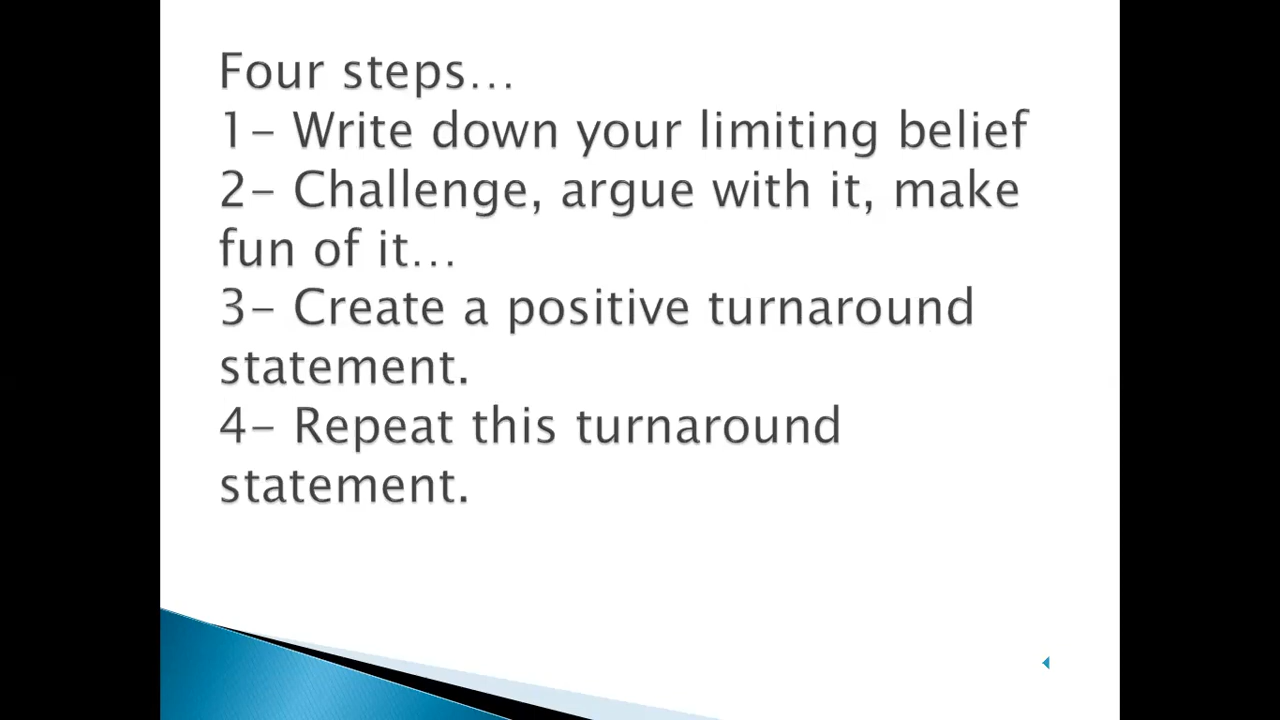 Four steps…
1- Write down your limiting belief
2- Challenge, argue with it, make
fun of it…
3- Create a positive turnaround
statement.
4- Repeat this turnaround
statement.